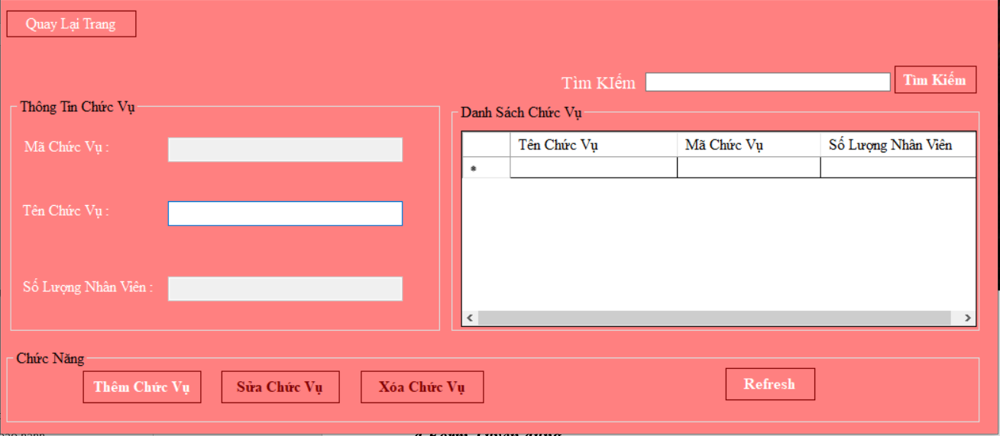 Quay Lại Trang
Tìm KIếm
Tìm Kiếm
Thông Tin Chức Vụ
Mã Chức Vụ :
Tên Chức Vụ :
Số Lượng Nhân Viên :
Danh Sách Chức Vụ
Tên Chức Vụ Mã Chức Vụ Số Lượng Nhân Viên
*
Chức Năng
Thêm Chức Vụ Sửa Chức Vụ Xóa Chức Vụ Refresh